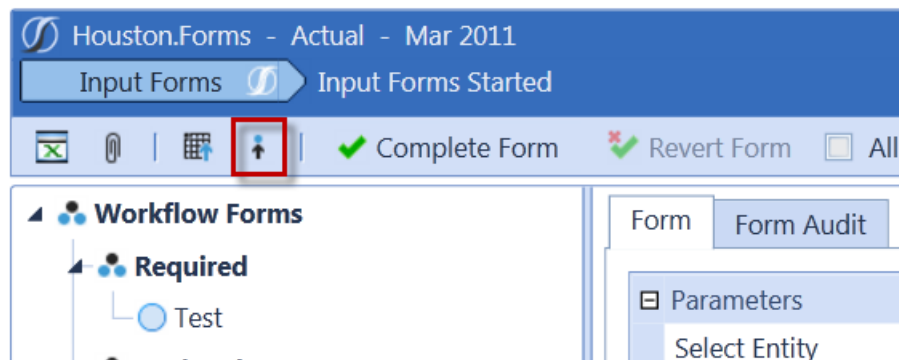 Houston.Forms - Actual - Mar 2011
Input Forms Input Forms Started
Complete Form Revert Form All
Workflow Forms
Required
Test
Form Form Audit
Parameters
Select Entity